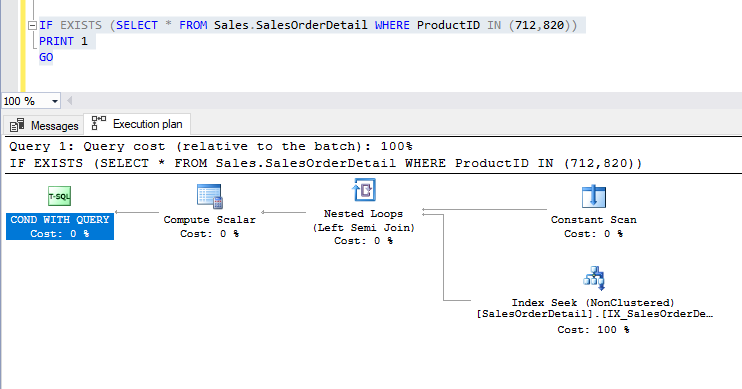 IF EXISTS (SELECT * FROM Sales.SalesOrderDetail WHERE ProductID IN (712,820))
PRINT 1
GO
100 %
Messages
Execution plan
Query 1: Query cost (relative to the batch): 100%
IF EXISTS (SELECT * FROM Sales.SalesOrderDetail WHERE ProductID IN (712,820))
T-SQL
COND WITH QUERY
Cost: 0 %
Compute Scalar
Cost: 0 %
Nested Loops
(Left Semi Join)
Cost: 0 %
Constant Scan
Cost: 0 %
Index Seek (NonClustered)
[SalesOrderDetail].[IX_SalesOrderDe…
Cost: 100 %